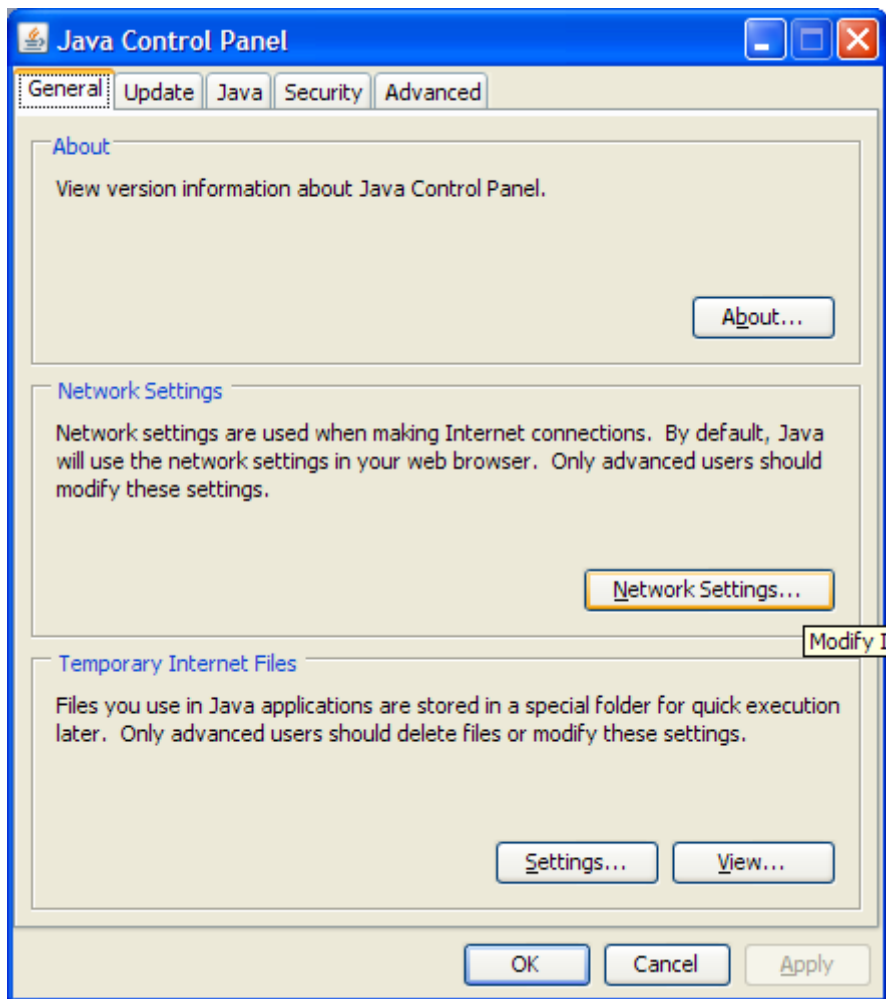 Java Control Panel
General Update Java Security Advanced
About
View version information about Java Control Panel.
About...
Network Settings
Network settings are used when making Internet connections.  By default, Java
will use the network settings in your web browser.  Only advanced users should
modify these settings.
Network Settings...
Modify
Temporary Internet Files
Files you use in Java applications are stored in a special folder for quick execution
later.  Only advanced users should delete files or modify these settings.
Settings... View...
OK Cancel Apply